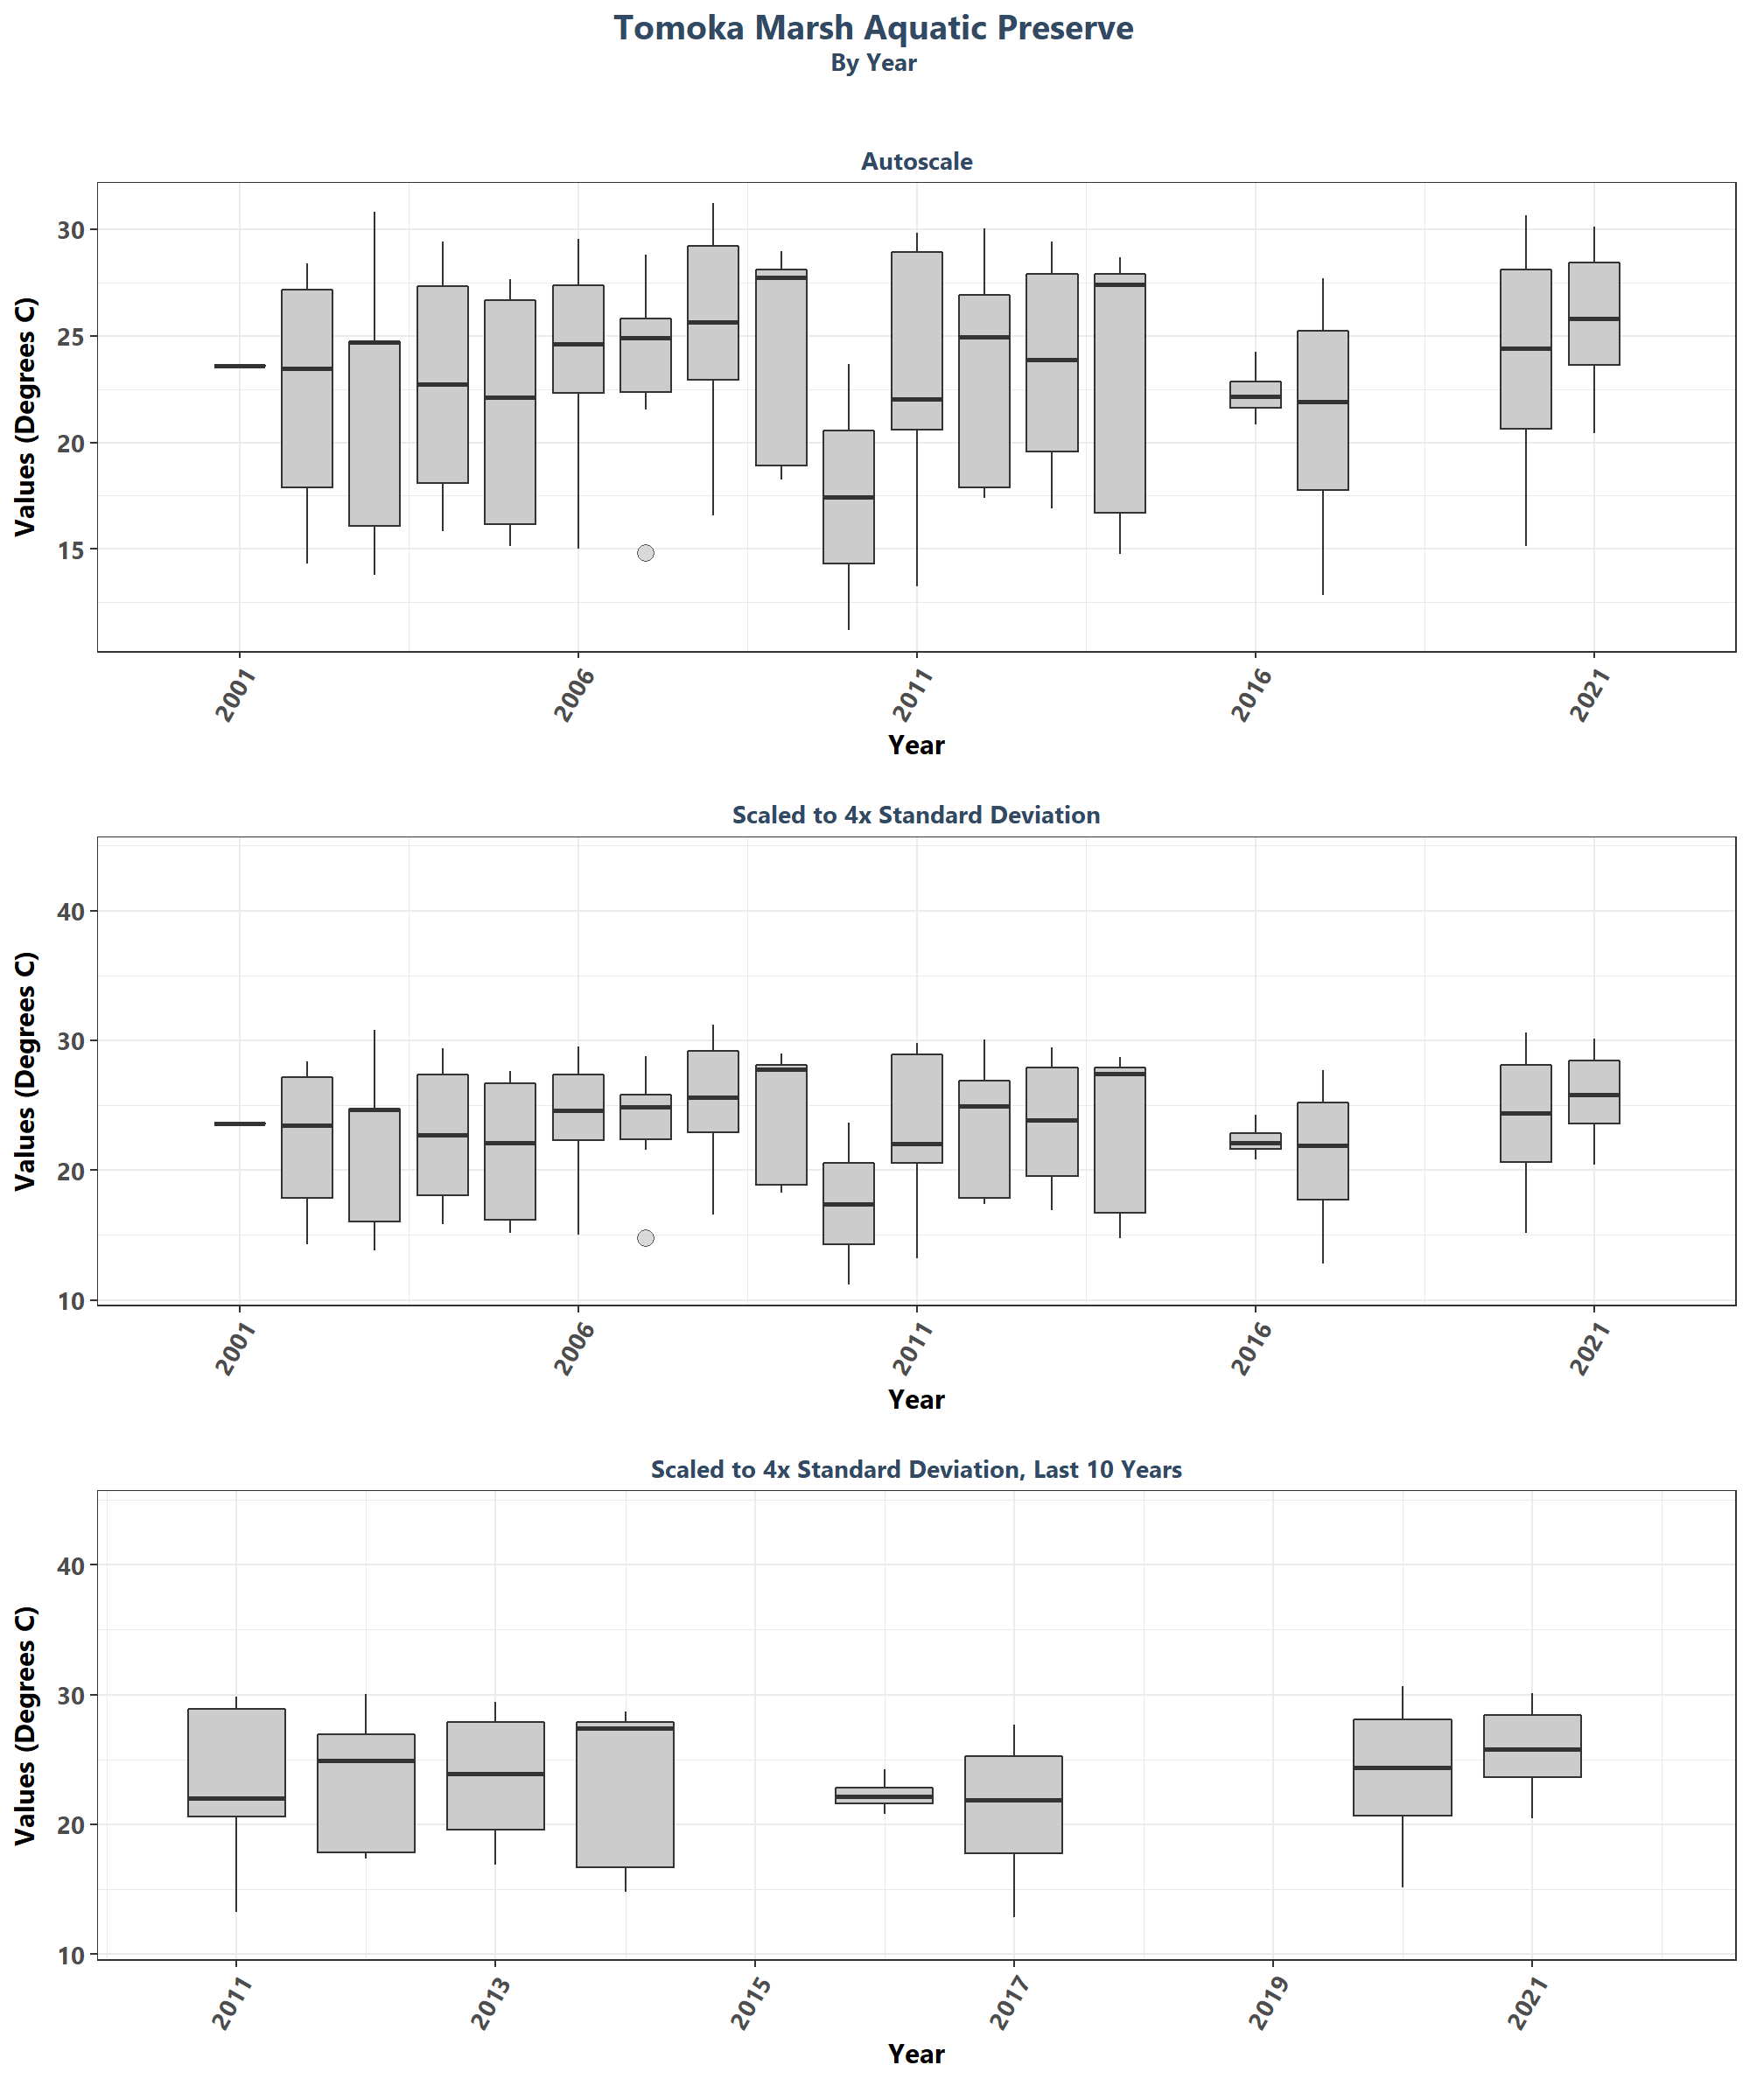 Tomoka Marsh Aquatic Preserve
By Year
Autoscale
Values (Degrees C)
30
25
20
15
2001
2006
2011
2016
2021
Year
Scaled to 4x Standard Deviation
Values (Degrees C)
40
30
20
10
2001
2006
2011
2016
2021
Year
Scaled to 4x Standard Deviation, Last 10 Years
Values (Degrees C)
40
30
20
10
2011
2013
2015
2017
2019
2021
Year